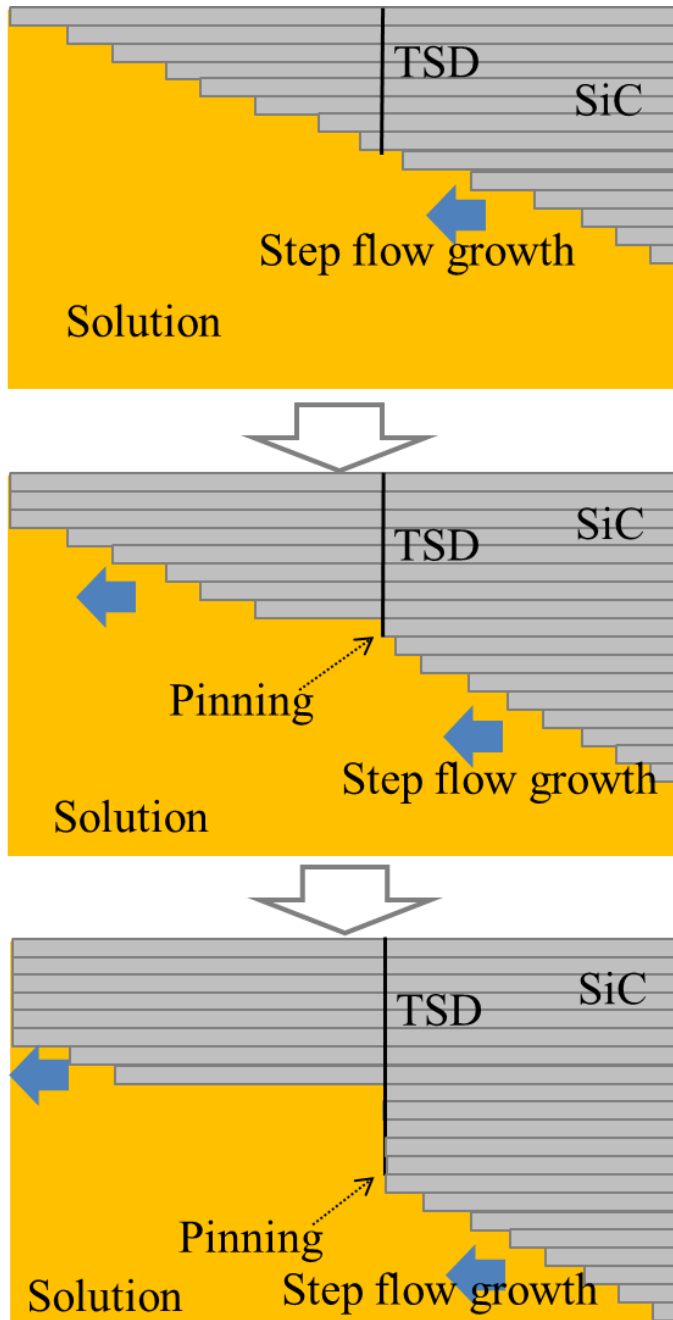 TSD
SiC
Step flow growth
Solution
SiC
TSD
Pinning
Step flow growth
Solution
SiC
TSD
Pinning
Step flow growth
Solution